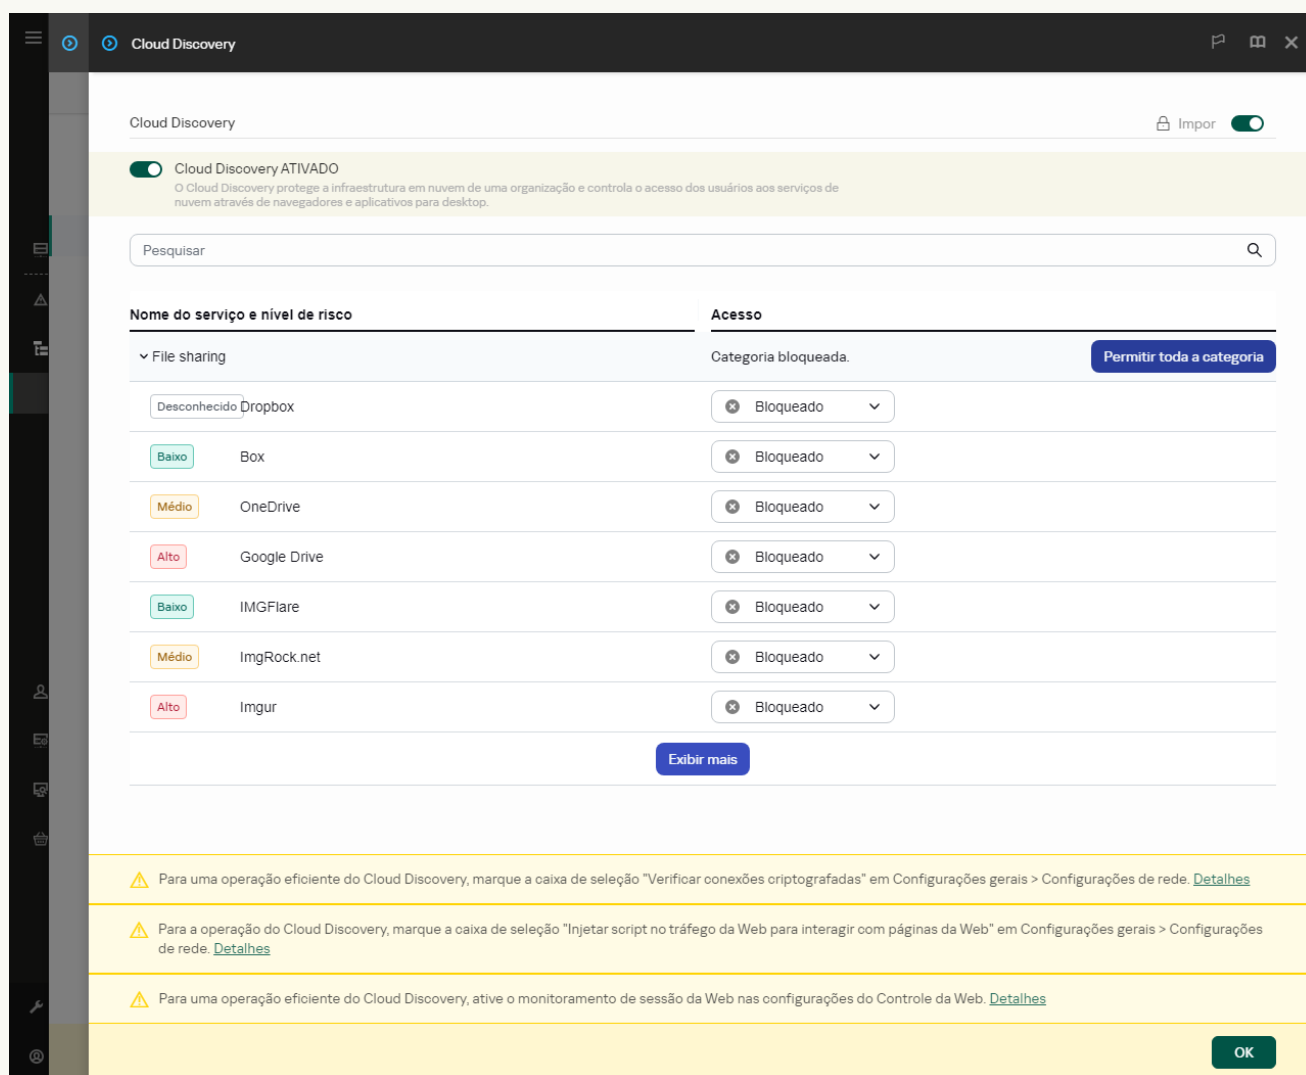 Cloud Discovery
Cloud Discovery
Impor
Cloud Discovery ATIVADO
O Cloud Discovery protege a infraestrutura em nuvem de uma organização e controla o acesso dos usuários aos serviços de
nuvem através de navegadores e aplicativos para desktop.
Pesquisar
Nome do serviço e nível de risco Acesso
File sharing Categoria bloqueada. Permitir toda a categoria
Desconhecido Dropbox Bloqueado
Baixo Box Bloqueado
Médio OneDrive Bloqueado
Alto Google Drive Bloqueado
Baixo IMGFlare Bloqueado
Médio ImgRock.net Bloqueado
Alto Imgur Bloqueado
Exibir mais
Para uma operação eficiente do Cloud Discovery, marque a caixa de seleção "Verificar conexões criptografadas" em Configurações gerais > Configurações de rede. Detalhes
Para a operação do Cloud Discovery, marque a caixa de seleção "Injetar script no tráfego da Web para interagir com páginas da Web" em Configurações gerais > Configurações
de rede. Detalhes
Para uma operação eficiente do Cloud Discovery, ative o monitoramento de sessão da Web nas configurações do Controle da Web. Detalhes
OK